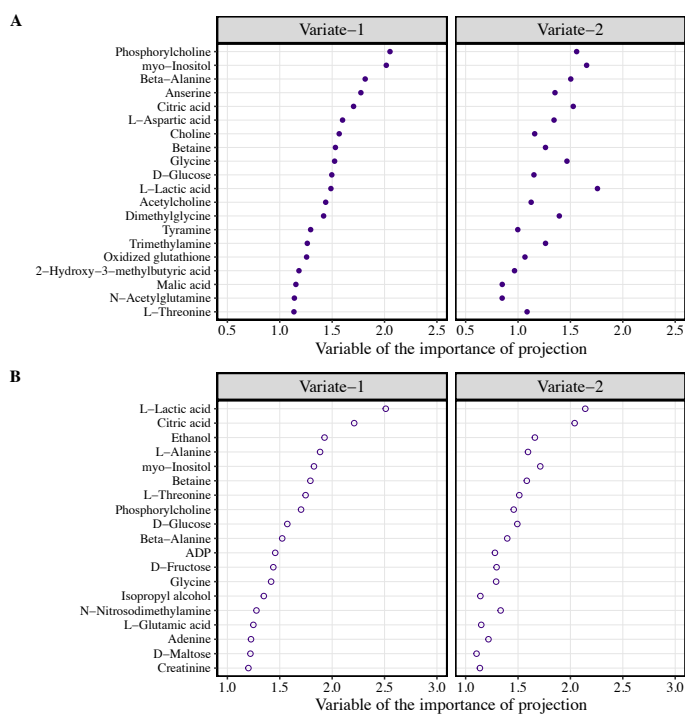 A
Variate−1 Variate−2
Phosphorylcholine
myo−Inositol
Beta−Alanine
Anserine
Citric acid
L−Aspartic acid
Choline
Betaine
Glycine
D−Glucose
L−Lactic acid
Acetylcholine
Dimethylglycine
Tyramine
Trimethylamine
Oxidized glutathione
2−Hydroxy−3−methylbutyric acid
Malic acid
N−Acetylglutamine
L−Threonine
0.5 1.0 1.5 2.0 2.5 0.5 1.0 1.5 2.0 2.5
Variable of the importance of projection
B
Variate−1 Variate−2
L−Lactic acid
Citric acid
Ethanol
L−Alanine
myo−Inositol
Betaine
L−Threonine
Phosphorylcholine
D−Glucose
Beta−Alanine
ADP
D−Fructose
Glycine
Isopropyl alcohol
N−Nitrosodimethylamine
L−Glutamic acid
Adenine
D−Maltose
Creatinine
1.0 1.5 2.0 2.5 3.0 1.0 1.5 2.0 2.5 3.0
Variable of the importance of projection